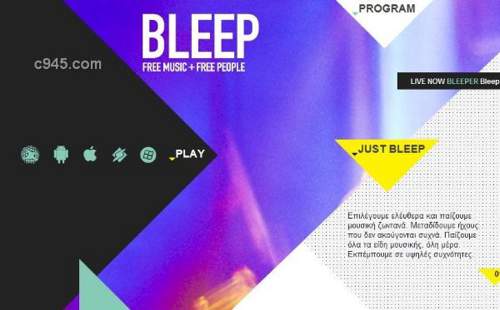 PROGRAM
BLEEP
FREE MUSIC + FREE PEOPLE
c945.com
LIVE NOW BLEEPER Bleep
PLAY
JUST BLEEP
Επιλέγουμε ελέυθερα και παίζουμε
μουσική ζωντανά. Μεταδίδουμε ήχους
που δεν ακούγονται συχνά. Παίζουμε
όλα τα είδη μουσικής, όλη μέρα.
Εκπέμπουμε σε υψηλές συχνότητες.